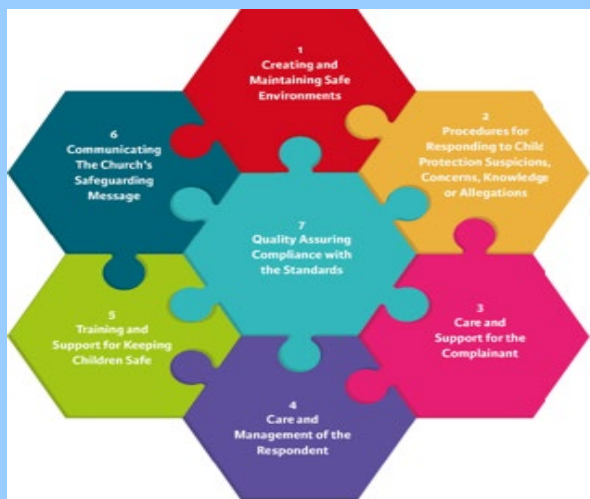 1
Creating and
Maintaining Safe
Environments
2
Procedures for
Responding to Child
Protection Suspicions,
Concerns, Knowledge
or Allegations
3
Care and
Support for the
Complainant
4
Care and
Management of the
Respondent
5
Training and
Support for Keeping
Children Safe
6
Communicating
The Church's
Safeguarding
Message
7
Quality Assuring
Compliance with
the Standards